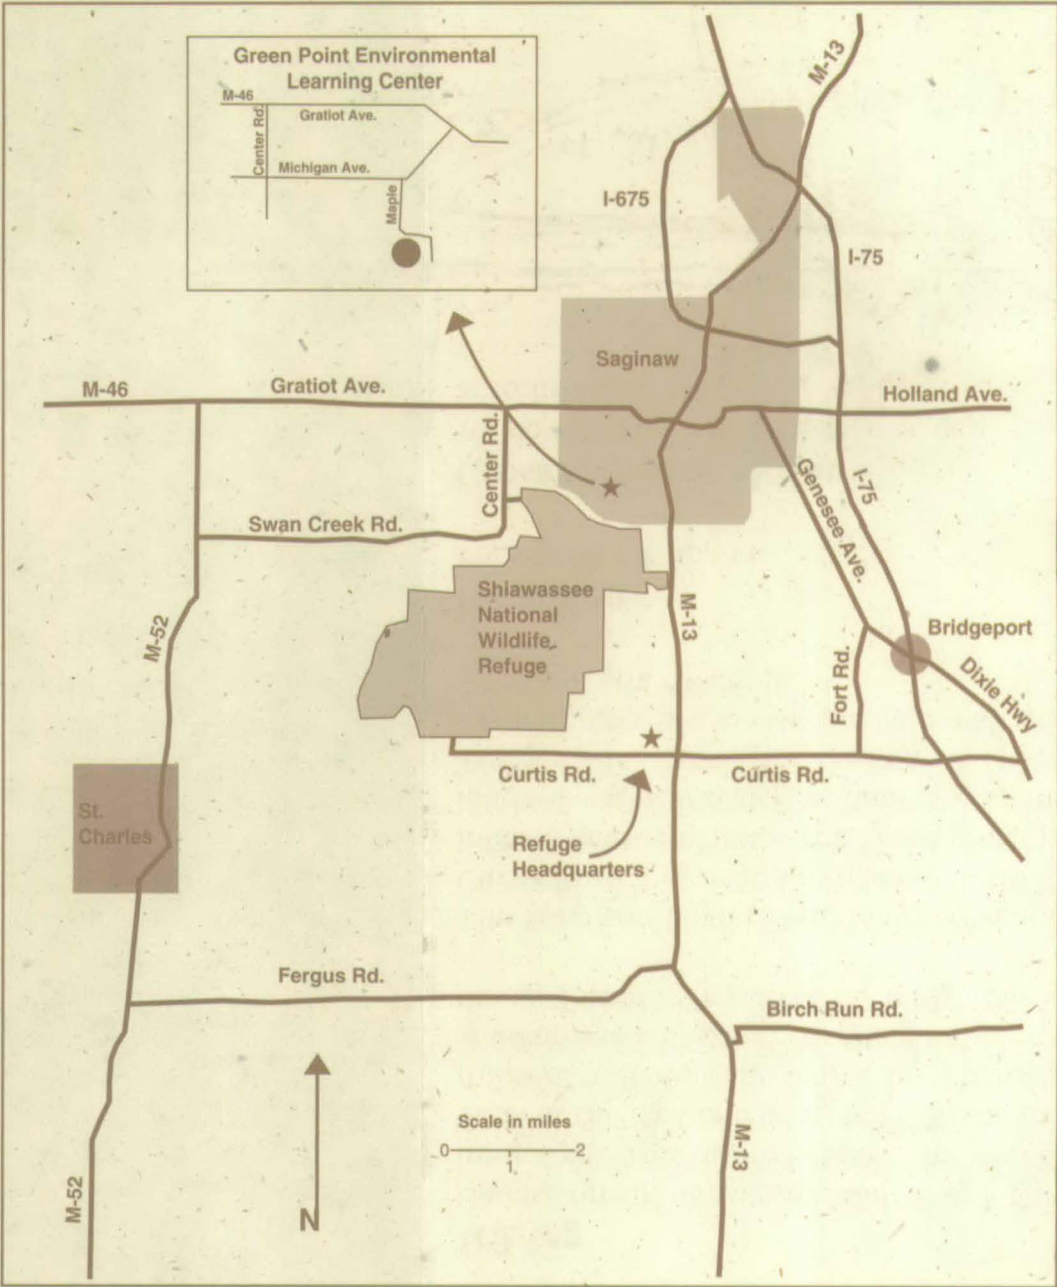 Green Point Environmental
Learning Center
M-46
Gratiot Ave.
Center Rd.
Michigan Ave.
Maple
M-13
I-675
I-75
Saginaw
M-46
Gratiot Ave.
Holland Ave.
Center Rd.
Genesee Ave.
I-75
Swan Creek Rd.
Shiawassee
National
Wildlife
Refuge
M-13
M-52
Bridgeport
Fort Rd.
Dixie Hwy
Curtis Rd.
Curtis Rd.
St.
Charles
Refuge
Headquarters
Fergus Rd.
Birch Run Rd.
Scale in miles
0 2
1
M-13
M-52
N